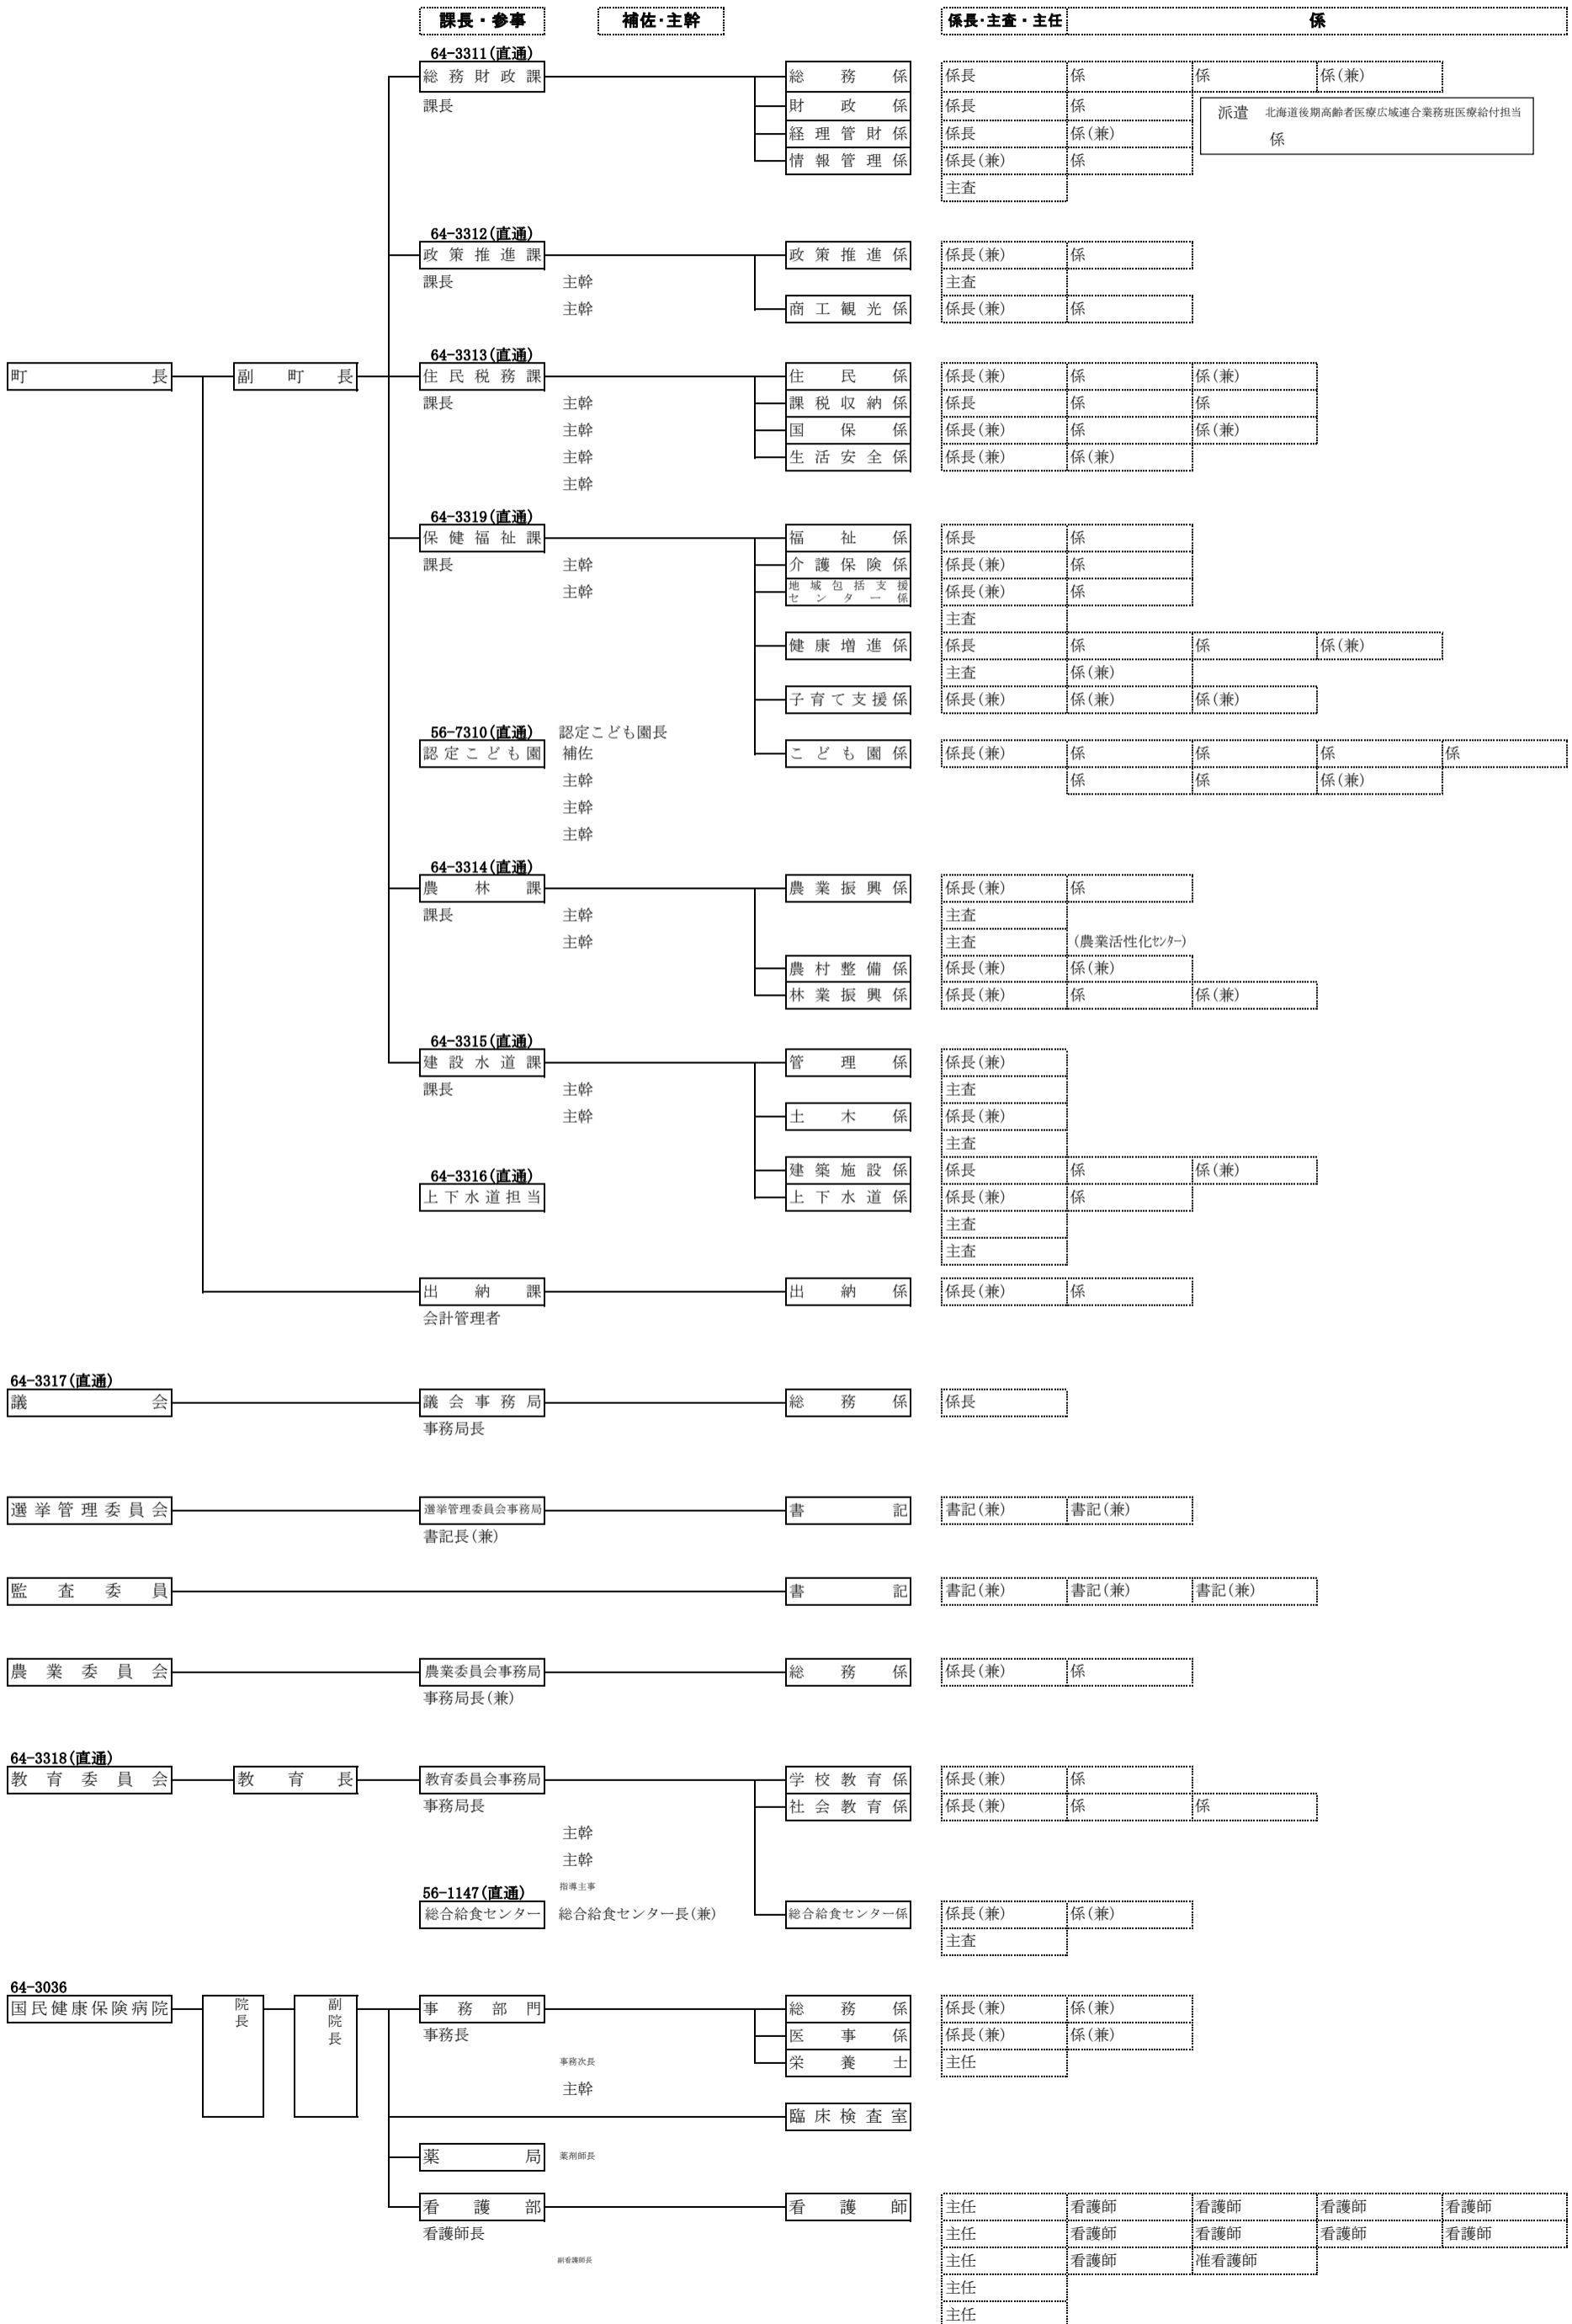 課長・参事 補佐・主幹 係長・主査・主任 係
64-3311(直通)
総務財政課 総務係 係長 係 係 係(兼)
課長 財政係 係長 係
派遣 北海道後期高齢者医療広域連合業務班医療給付担当
経理管財係 係長 係(兼) 係
情報管理係 係長(兼) 係
主査
64-3312(直通)
政策推進課 政策推進係 係長(兼) 係
課長 主幹 主査
主幹 商工観光係 係長(兼) 係
64-3313(直通)
町長 副町長 住民税務課 住民係 係長(兼) 係 係(兼)
課長 主幹 課税収納係 係長 係 係
主幹 国保係 係長(兼) 係 係(兼)
主幹 生活安全係 係長(兼) 係(兼)
主幹
64-3319(直通)
保健福祉課 福祉係 係長 係
課長 主幹 介護保険係 係長(兼) 係
主幹 地域包括支援センター係 係長(兼) 係
主査
健康増進係 係長 係 係 係(兼)
主査 係(兼)
子育て支援係 係長(兼) 係(兼) 係(兼)
56-7310(直通) 認定こども園長
認定こども園 補佐 こども園係 係長(兼) 係 係 係 係
主幹 係 係 係(兼)
主幹
主幹
64-3314(直通)
農林課 農業振興係 係長(兼) 係
課長 主幹 主査
主幹 主査 (農業活性化ｾﾝﾀｰ)
農村整備係 係長(兼) 係(兼)
林業振興係 係長(兼) 係 係(兼)
64-3315(直通)
建設水道課 管理係 係長(兼)
課長 主幹 主査
主幹 土木係 係長(兼)
主査
64-3316(直通) 建築施設係 係長 係 係(兼)
上下水道担当 上下水道係 係長(兼) 係
主査
主査
出納課 出納係 係長(兼) 係
会計管理者
64-3317(直通)
議会 議会事務局 総務係 係長
事務局長
選挙管理委員会 選挙管理委員会事務局 書記 書記(兼) 書記(兼)
書記長(兼)
監査委員 書記 書記(兼) 書記(兼) 書記(兼)
農業委員会 農業委員会事務局 総務係 係長(兼) 係
事務局長(兼)
64-3318(直通)
教育委員会 教育長 教育委員会事務局 学校教育係 係長(兼) 係
事務局長 社会教育係 係長(兼) 係 係
主幹
主幹
56-1147(直通) 指導主事
総合給食センター 総合給食センター長(兼) 総合給食センター係 係長(兼) 係(兼)
主査
64-3036
国民健康保険病院 院長 副院長 事務部門 総務係 係長(兼) 係(兼)
事務長 医事係 係長(兼) 係(兼)
事務次長 栄養士 主任
主幹
臨床検査室
薬局 薬剤師長
看護部 看護師 主任 看護師 看護師 看護師 看護師
看護師長 主任 看護師 看護師 看護師 看護師
副看護師長 主任 看護師 准看護師
主任
主任